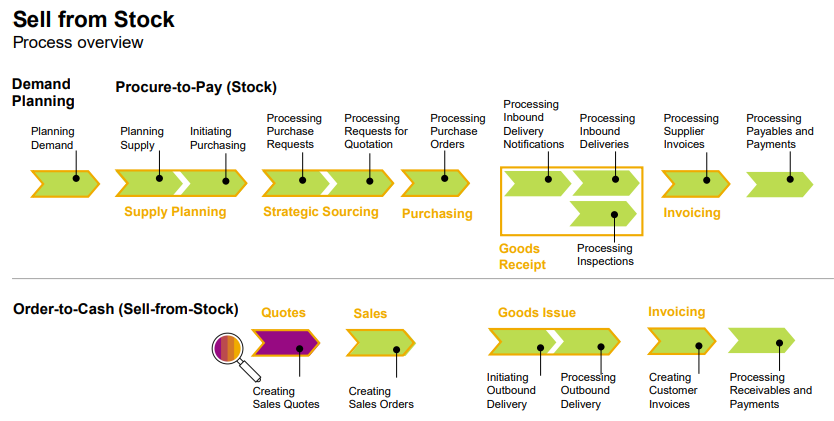 Sell from Stock
Process overview
Demand
Planning
Procure-to-Pay (Stock)
Planning
Demand
Planning
Supply
Initiating
Purchasing
Processing
Purchase
Requests
Processing
Requests for
Quotation
Processing
Purchase
Orders
Processing
Inbound
Delivery
Notifications
Processing
Inbound
Deliveries
Processing
Supplier
Invoices
Processing
Payables and
Payments
Supply Planning
Strategic Sourcing
Purchasing
Invoicing
Goods
Receipt
Processing
Inspections
Order-to-Cash (Sell-from-Stock)
Quotes
Sales
Goods Issue
Invoicing
Creating
Sales Quotes
Creating
Sales Orders
Initiating
Outbound
Delivery
Processing
Outbound
Delivery
Creating
Customer
Invoices
Processing
Receivables and
Payments